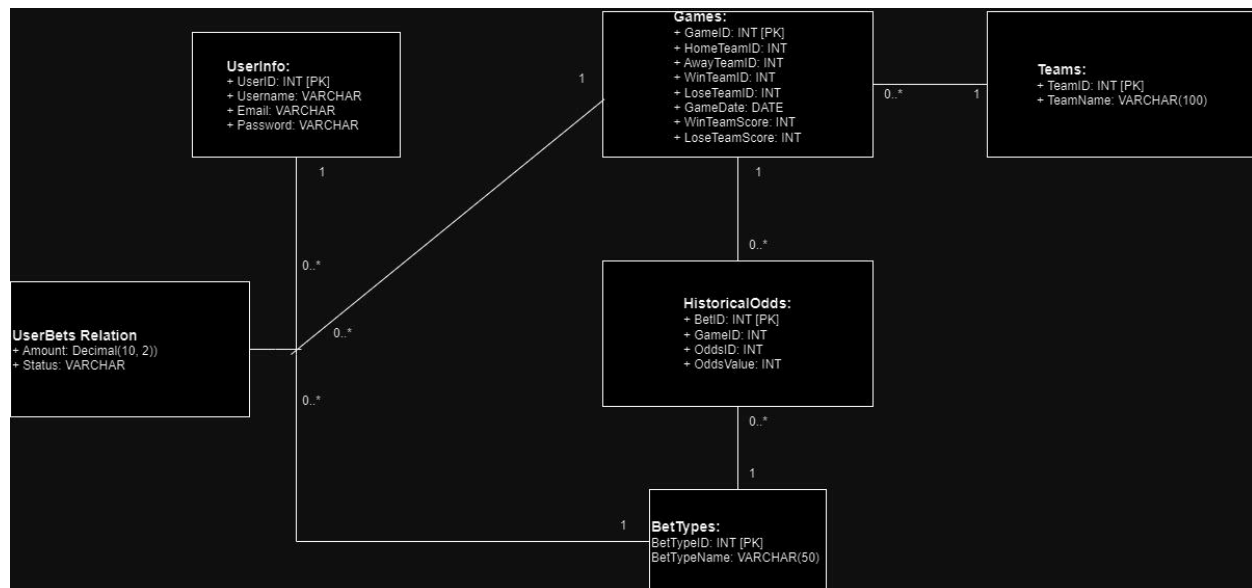 Games:
+ GameID: INT [PK]
+ HomeTeamID: INT
+ AwayTeamID: INT
+ WinTeamID: INT
+ LoseTeamID: INT
+ GameDate: DATE
+ WinTeamScore: INT
+ LoseTeamScore: INT
UserInfo:
+ UserID: INT [PK]
+ Username: VARCHAR
+ Email: VARCHAR
+ Password: VARCHAR
Teams:
+ TeamID: INT [PK]
+ TeamName: VARCHAR(100)
1
0..*
1
1
1
0..*
0..*
0..*
0..*
HistoricalOdds:
+ BetID: INT [PK]
+ GameID: INT
+ OddsID: INT
+ OddsValue: INT
UserBets Relation
+ Amount: Decimal(10, 2))
+ Status: VARCHAR
0..*
1
1
BetTypes:
BetTypeID: INT [PK]
BetTypeName: VARCHAR(50)